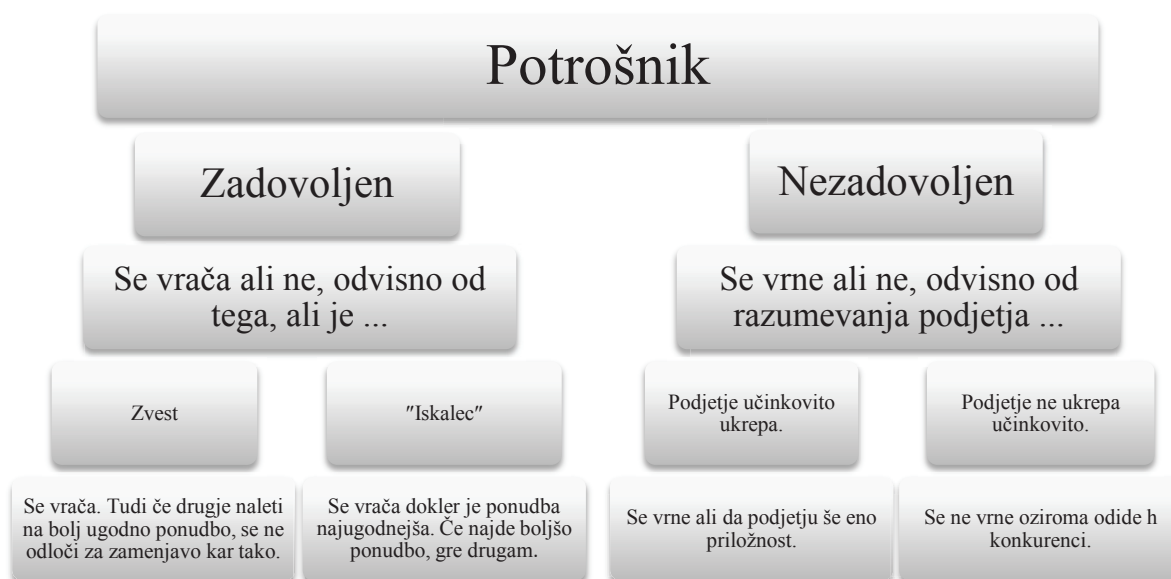 Potrošnik
Zadovoljen
Nezadovoljen
Se vrača ali ne, odvisno od
tega, ali je ...
Se vrne ali ne, odvisno od
razumevanja podjetja ...
Zvest
"Iskalec"
Podjetje učinkovito
ukrepa.
Podjetje ne ukrepa
učinkovito.
Se vrača. Tudi če drugje naleti
na bolj ugodno ponudbo, se ne
odloči za zamenjavo kar tako.
Se vrača dokler je ponudba
najugodnejša. Če najde boljšo
ponudbo, gre drugam.
Se vrne ali da podjetju še eno
priložnost.
Se ne vrne oziroma odide h
konkurenci.